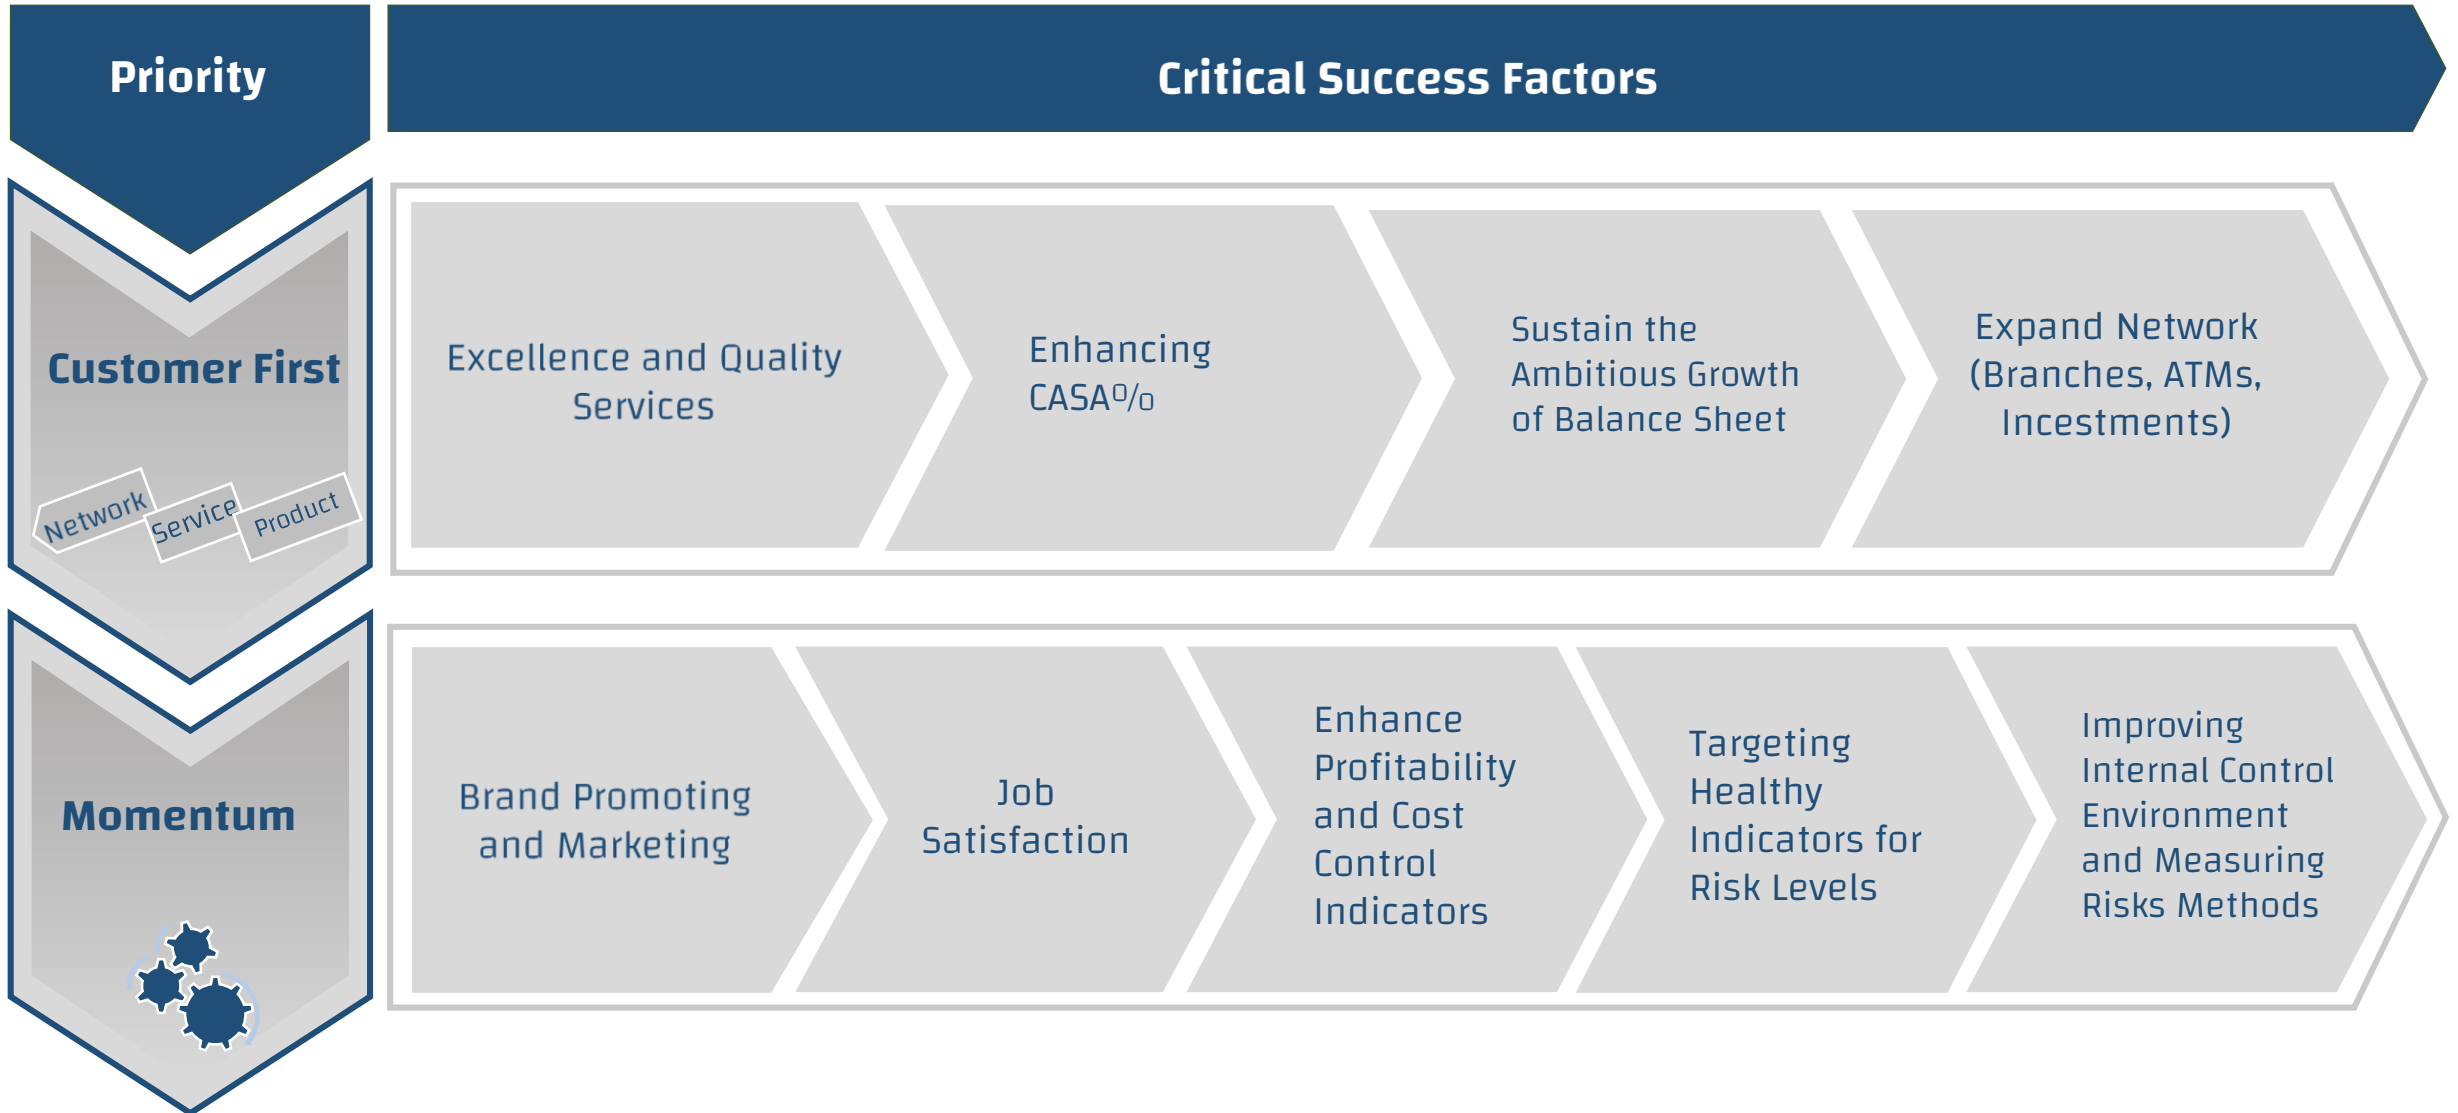 Priority
Critical Success Factors
Customer First
Network
Service
Product
Excellence and Quality
Services
Enhancing
CASA%
Sustain the
Ambitious Growth
of Balance Sheet
Expand Network
(Branches, ATMs,
Incestments)
Momentum
Brand Promoting
and Marketing
Job
Satisfaction
Enhance
Profitability
and Cost
Control
Indicators
Targeting
Healthy
Indicators for
Risk Levels
Improving
Internal Control
Environment
and Measuring
Risks Methods